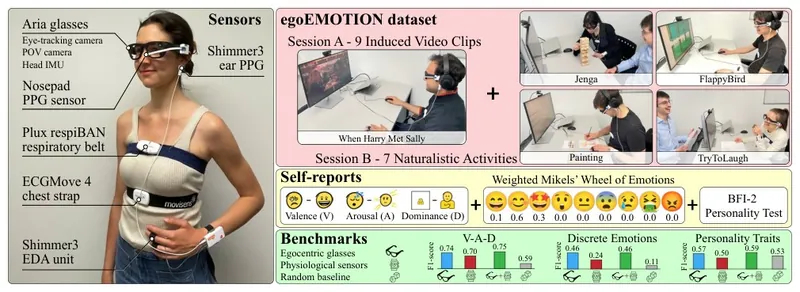 Sensors
Aria glasses
Eye-tracking camera
POV camera
Head IMU
Shimmer3
ear PPG
Nosepad
PPG sensor
Plux respiBAN
respiratory belt
ECGMove 4
chest strap
movisens
Shimmer3
EDA unit
egoEMOTION dataset
Session A - 9 Induced Video Clips
When Harry Met Sally
+
Jenga
FlappyBird
Painting
TryToLaugh
Session B - 7 Naturalistic Activities
Self-reports
Valence (V)
Arousal (A)
Dominance (D)
+
Weighted Mikels' Wheel of Emotions
0.1 0.6 0.3 0.0 0.0 0.0 0.0 0.0 0.0
+
BFI-2
Personality Test
Benchmarks
Egocentric glasses
Physiological sensors
Random baseline
V-A-D
F1-score
0.74 0.70 0.75 0.59
Discrete Emotions
F1-score
0.46 0.24 0.46 0.11
Personality Traits
F1-score
0.57 0.50 0.59 0.53